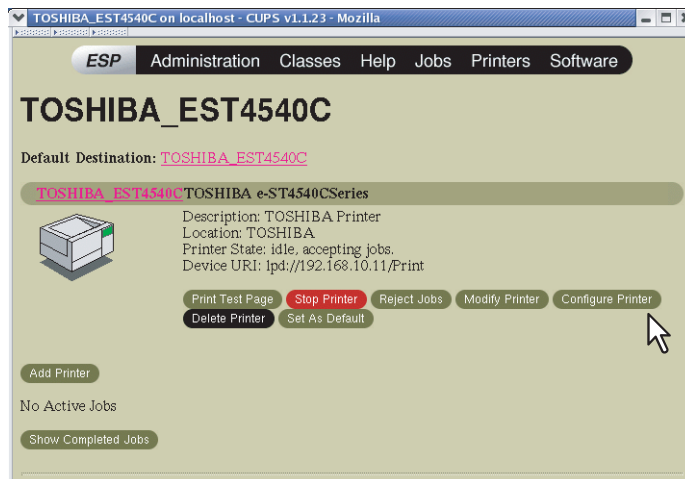 TOSHIBA_EST4540C on localhost - CUPS v1.1.23 - Mozilla
ESP Administration Classes Help Jobs Printers Software
TOSHIBA_EST4540C
Default Destination: TOSHIBA_EST4540C
TOSHIBA_EST4540C TOSHIBA e-ST4540CSeries
Description: TOSHIBA Printer
Location: TOSHIBA
Printer State: idle, accepting jobs.
Device URI: lpd://192.168.10.11/Print
Print Test Page Stop Printer Reject Jobs Modify Printer Configure Printer
Delete Printer Set As Default
Add Printer
No Active Jobs
Show Completed Jobs